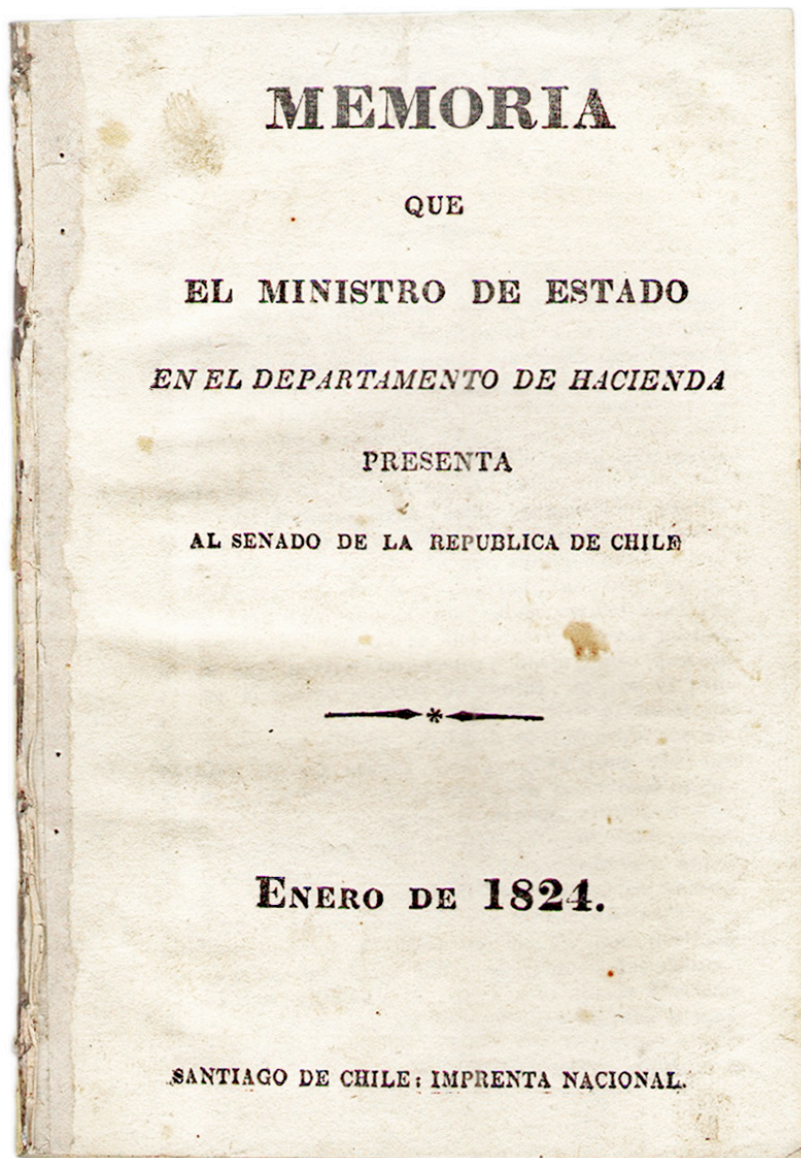 MEMORIA
QUE
EL MINISTRO DE ESTADO
EN EL DEPARTAMENTO DE HACIENDA
PRESENTA
AL SENADO DE LA REPUBLICA DE CHILE
*
ENERO DE 1824.
SANTIAGO DE CHILE: IMPRENTA NACIONAL.